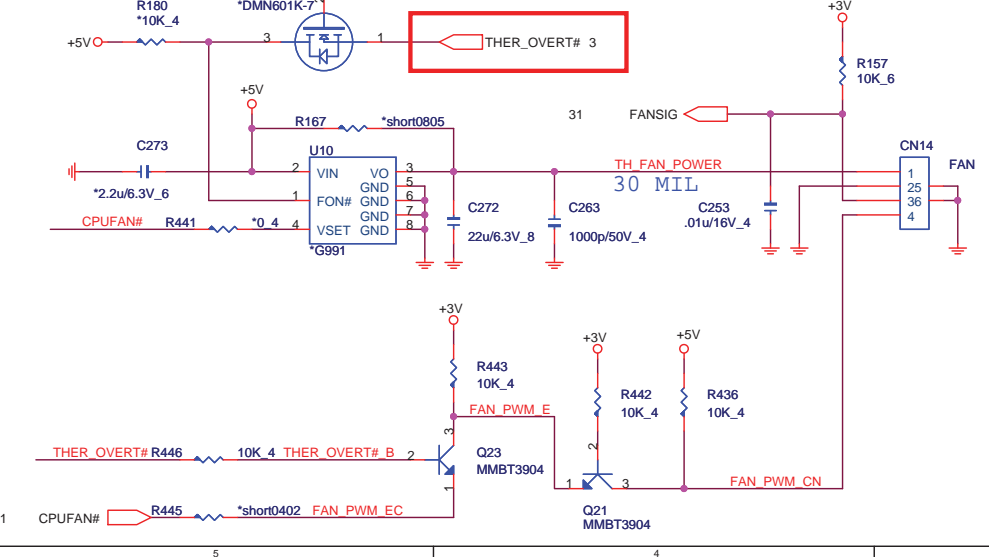 R180
*10K_4
*DMN601K-7
+5V
3
1
THER_OVERT# 3
+3V
R157
10K_6
+5V
R167
*short0805
31
FANSIG
C273
*2.2u/6.3V_6
U10
2
VIN
VO
3
GND
5
1
FON#
GND
6
GND
7
4
VSET
GND
8
*G991
CPUFAN#
R441
*0_4
C272
22u/6.3V_8
C263
1000p/50V_4
TH_FAN_POWER
30 MIL
C253
.01u/16V_4
CN14
FAN
1
25
36
4
+3V
R443
10K_4
FAN_PWM_E
+3V
R442
10K_4
+5V
R436
10K_4
THER_OVERT#
R446
10K_4
THER_OVERT#_B
2
3
1
Q23
MMBT3904
2
1
3
FAN_PWM_CN
Q21
MMBT3904
1
CPUFAN#
R445
*short0402
FAN_PWM_EC
5
4